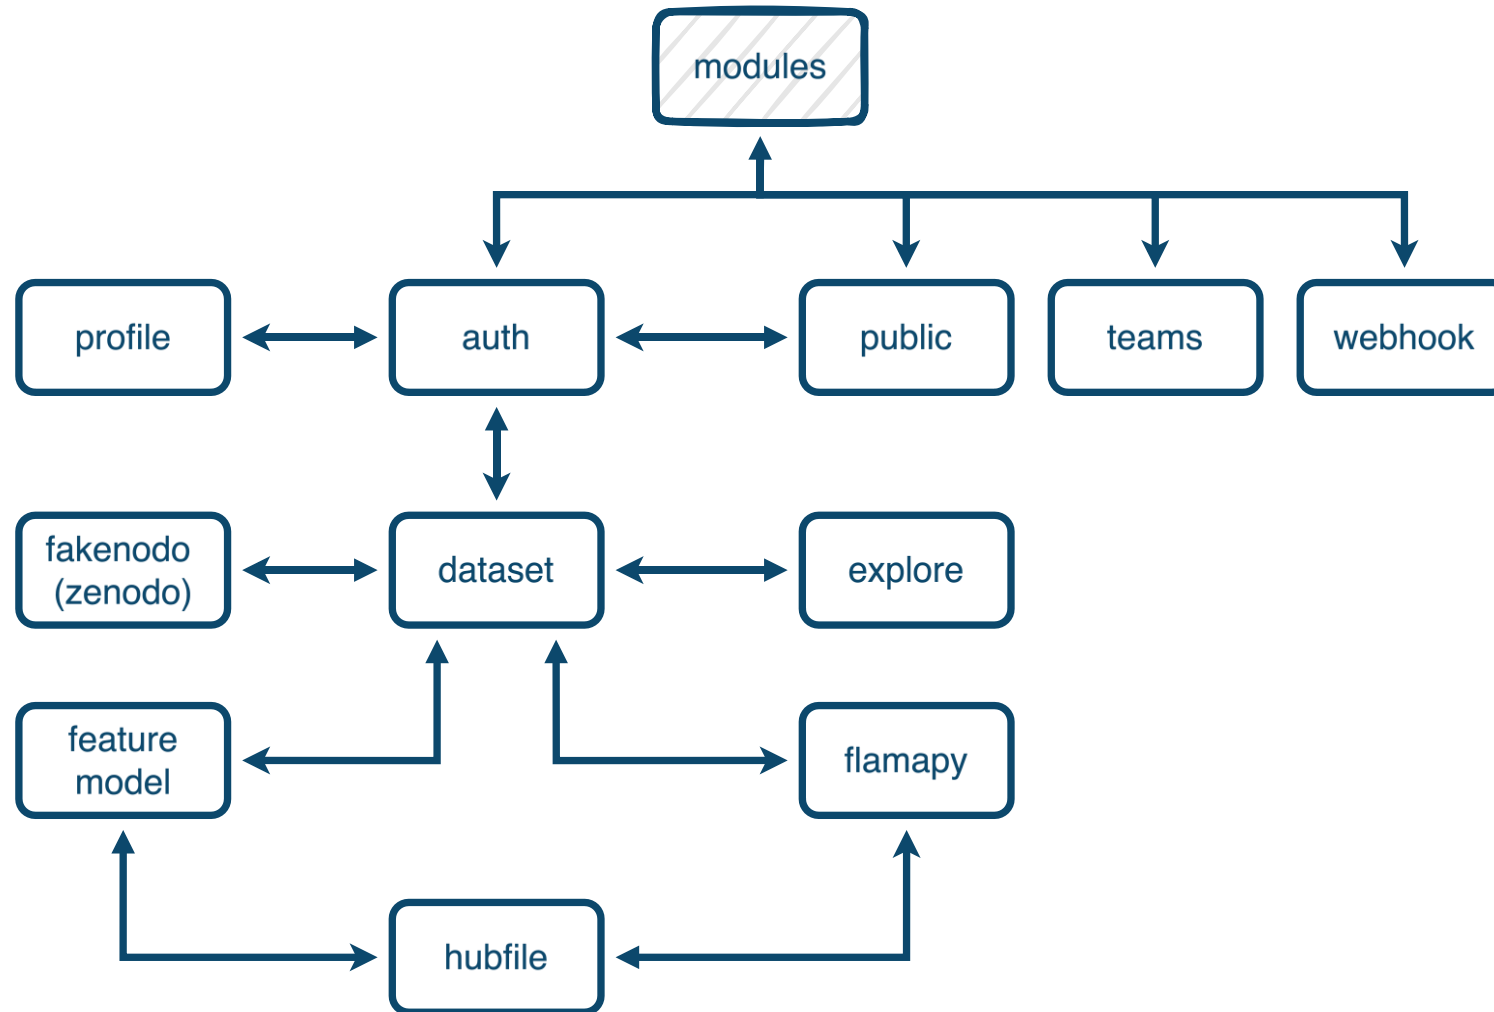 modules
profile
auth
public
teams
webhook
fakenodo
(zenodo)
dataset
explore
feature
model
flamapy
hubfile